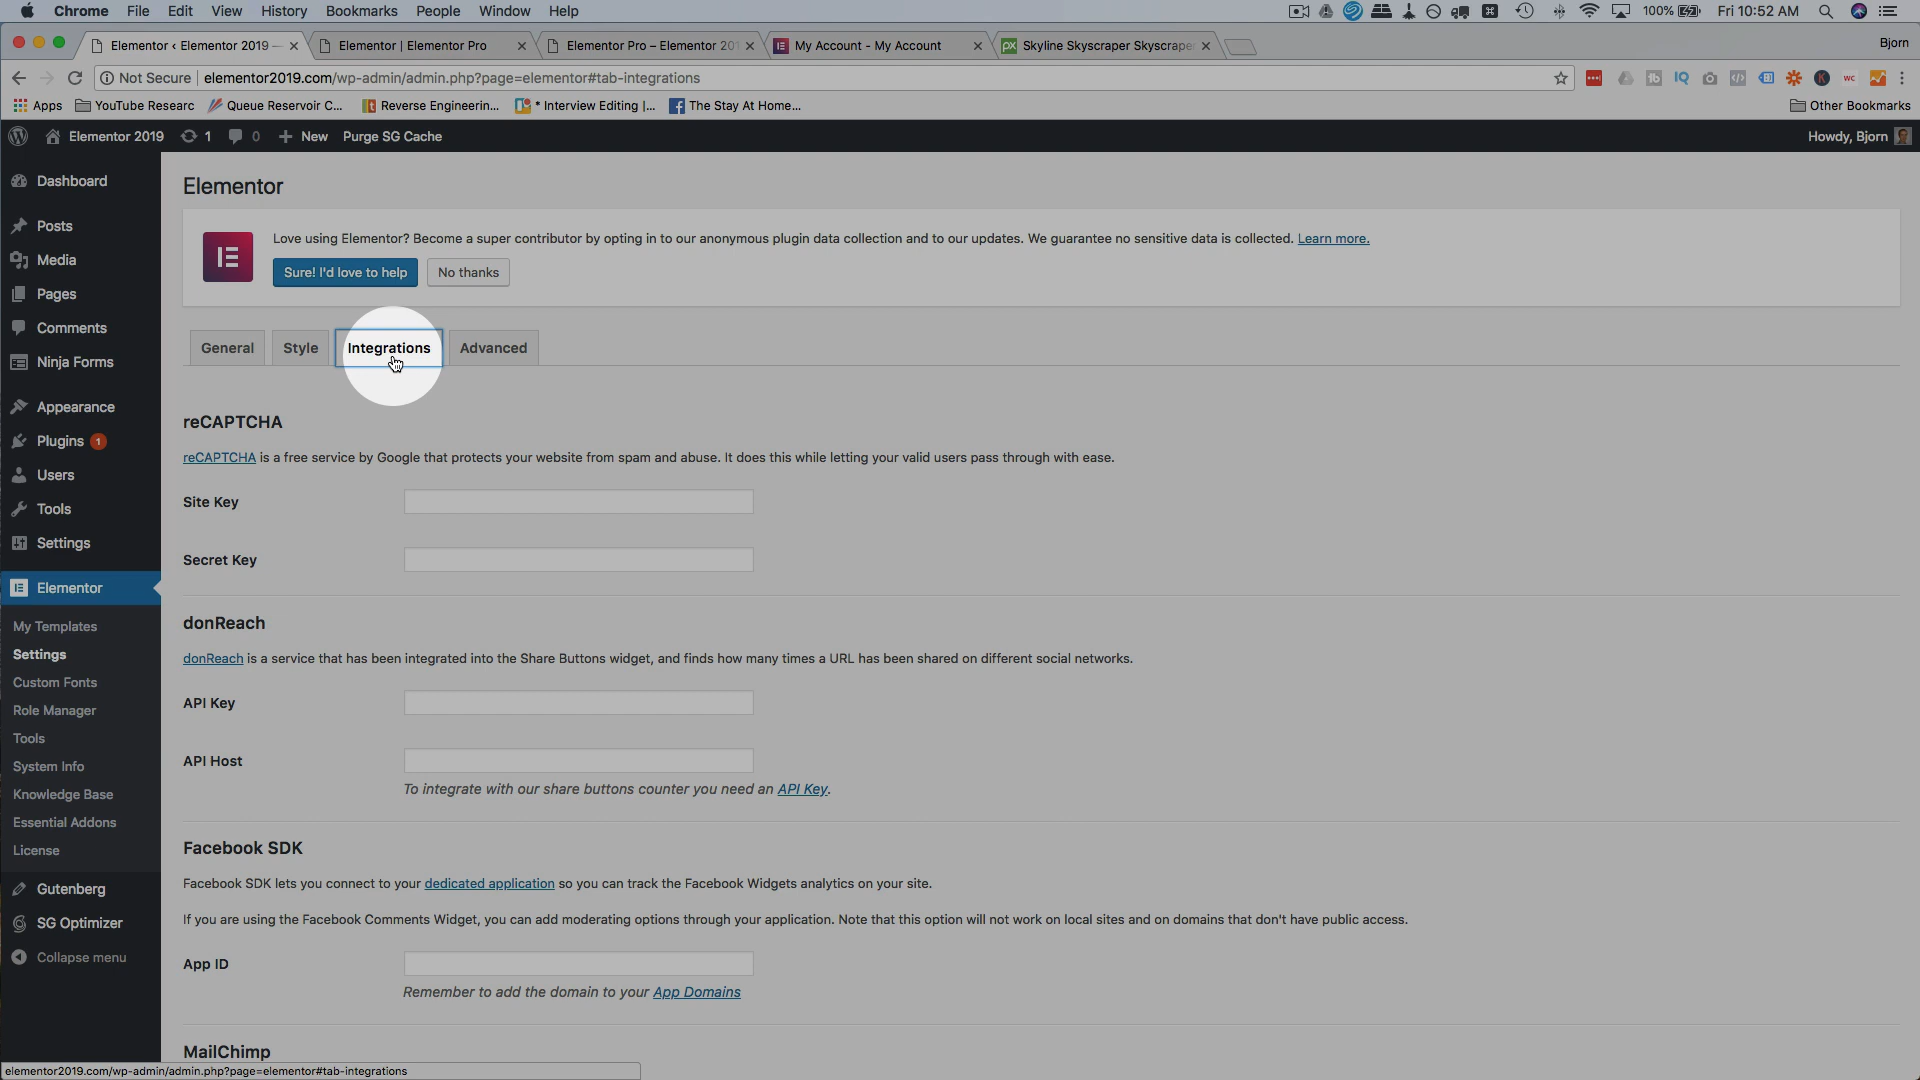 Chrome File Edit View History Bookmarks People Window Help 100% Fri 10:52 AM
Elementor ‹ Elementor 2019 — Elementor | Elementor Pro Elementor Pro – Elementor 201 My Account - My Account Skyline Skyscraper Skyscraper Bjorn
Not Secure elementor2019.com/wp-admin/admin.php?page=elementor#tab-integrations
Apps YouTube Researc Queue Reservoir C... Reverse Engineerin... * Interview Editing |... The Stay At Home... Other Bookmarks
Elementor 2019 1 0 New Purge SG Cache Howdy, Bjorn
Dashboard
Posts
Media
Pages
Comments
Ninja Forms
Appearance
Plugins 1
Users
Tools
Settings
Elementor
My Templates
Settings
Custom Fonts
Role Manager
Tools
System Info
Knowledge Base
Essential Addons
License
Gutenberg
SG Optimizer
Collapse menu
Elementor
Love using Elementor? Become a super contributor by opting in to our anonymous plugin data collection and to our updates. We guarantee no sensitive data is collected. Learn more.
Sure! I'd love to help No thanks
General Style Integrations Advanced
reCAPTCHA
reCAPTCHA is a free service by Google that protects your website from spam and abuse. It does this while letting your valid users pass through with ease.
Site Key
Secret Key
donReach
donReach is a service that has been integrated into the Share Buttons widget, and finds how many times a URL has been shared on different social networks.
API Key
API Host
To integrate with our share buttons counter you need an API Key.
Facebook SDK
Facebook SDK lets you connect to your dedicated application so you can track the Facebook Widgets analytics on your site.
If you are using the Facebook Comments Widget, you can add moderating options through your application. Note that this option will not work on local sites and on domains that don't have public access.
App ID
Remember to add the domain to your App Domains
MailChimp
elementor2019.com/wp-admin/admin.php?page=elementor#tab-integrations